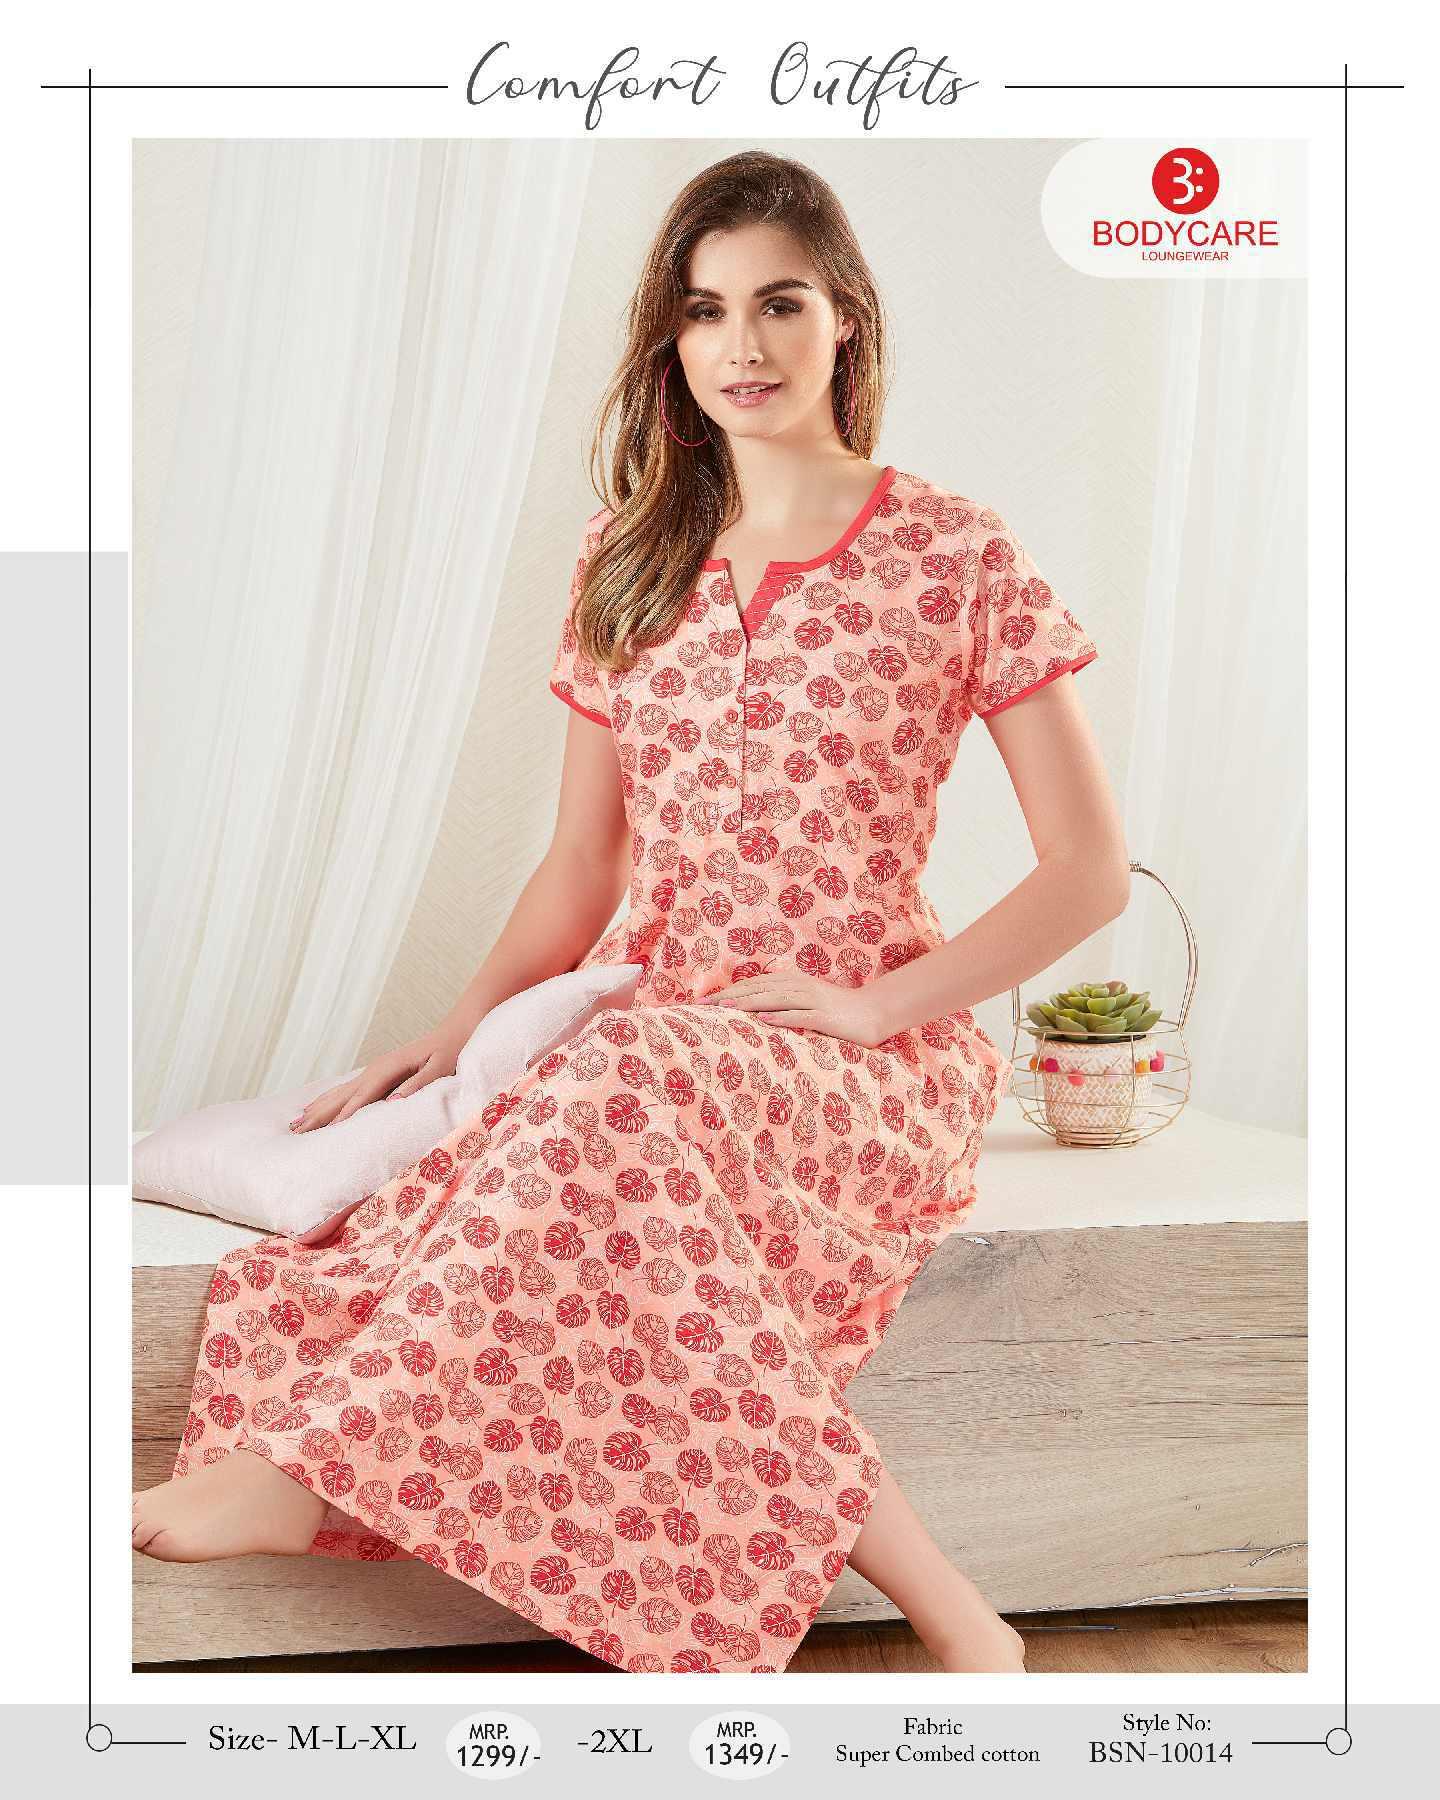 Comfort Outfits
B:
BODYCARE
LOUNGEWEAR
Size- M-L-XL
MRP.
1299/-
-2XL
MRP.
1349/-
Fabric
Super Combed cotton
Style No:
BSN-10014